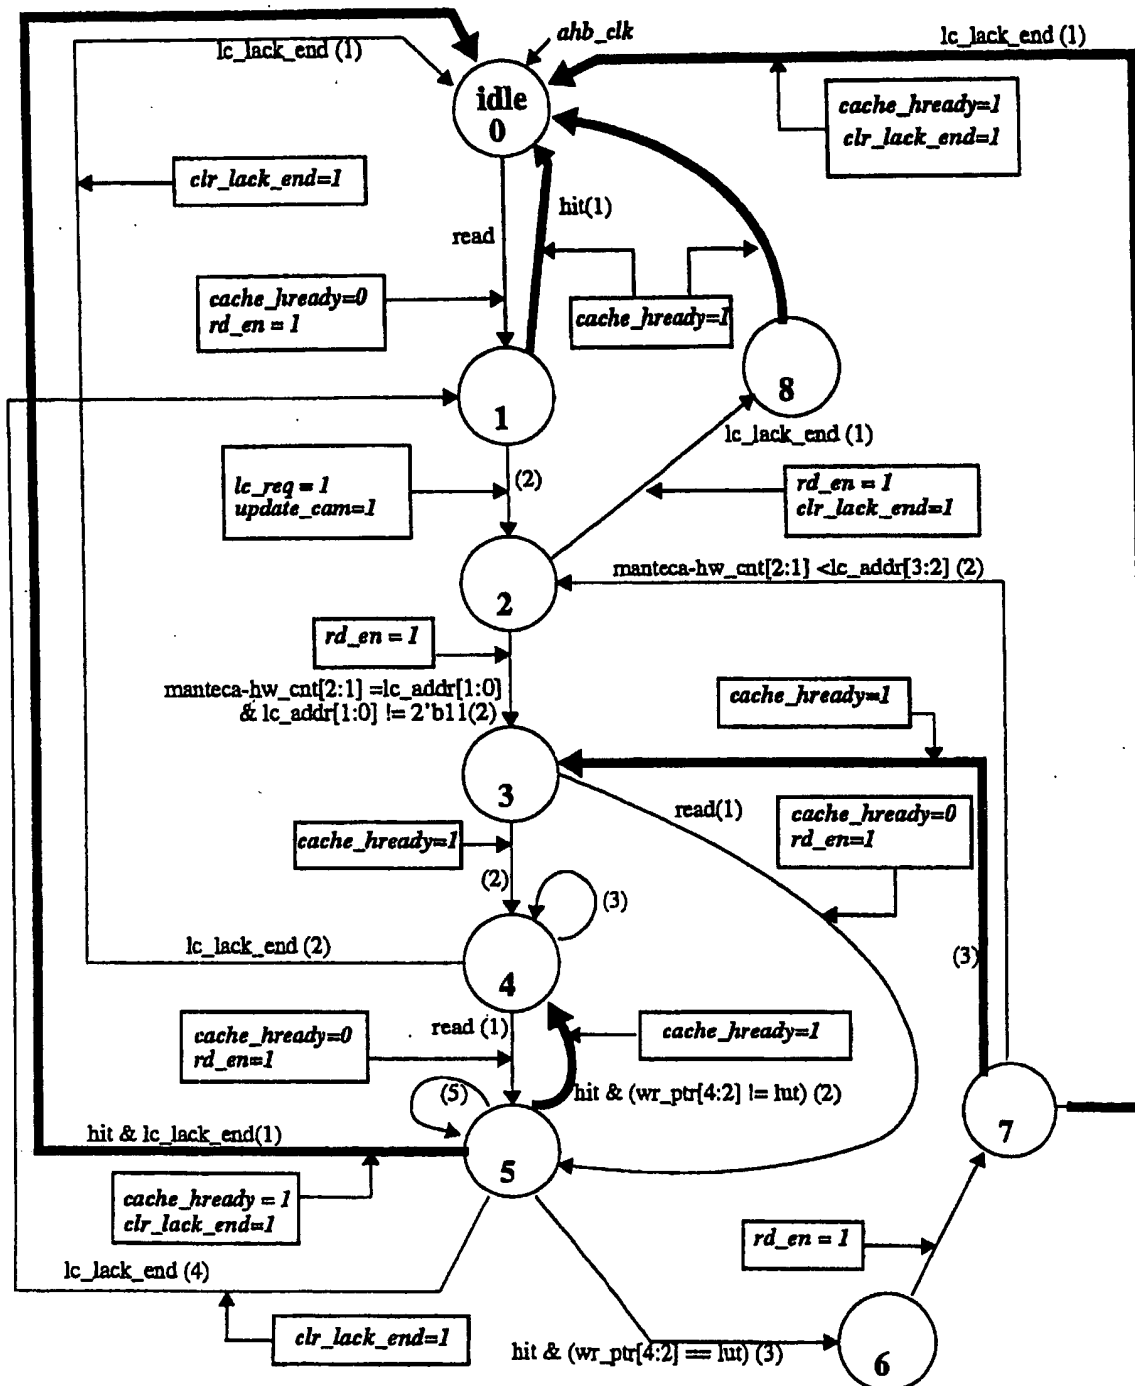 lc_lack_end (1)
ahb_clk
lc_lack_end (1)
idle
0
cache_hready=1
clr_lack_end=1
clr_lack_end=1
hit(1)
read
cache_hready=0
rd_en = 1
cache_hready=1
8
1
lc_lack_end (1)
(2)
lc_req = 1
update_cam=1
rd_en = 1
clr_lack_end=1
manteca-hw_cnt[2:1] <lc_addr[3:2] (2)
2
rd_en = 1
manteca-hw_cnt[2:1] =lc_addr[1:0]
& lc_addr[1:0] != 2'b11(2)
cache_hready=1
3
read(1)
cache_hready=0
rd_en=1
cache_hready=1
(2)
(3)
lc_lack_end (2)
(3)
4
read (1)
cache_hready=0
rd_en=1
cache_hready=1
(5)
hit & (wr_ptr[4:2] != lut) (2)
7
hit & lc_lack_end(1)
5
cache_hready = 1
clr_lack_end=1
rd_en = 1
lc_lack_end (4)
clr_lack_end=1
hit & (wr_ptr[4:2] == lut) (3)
6